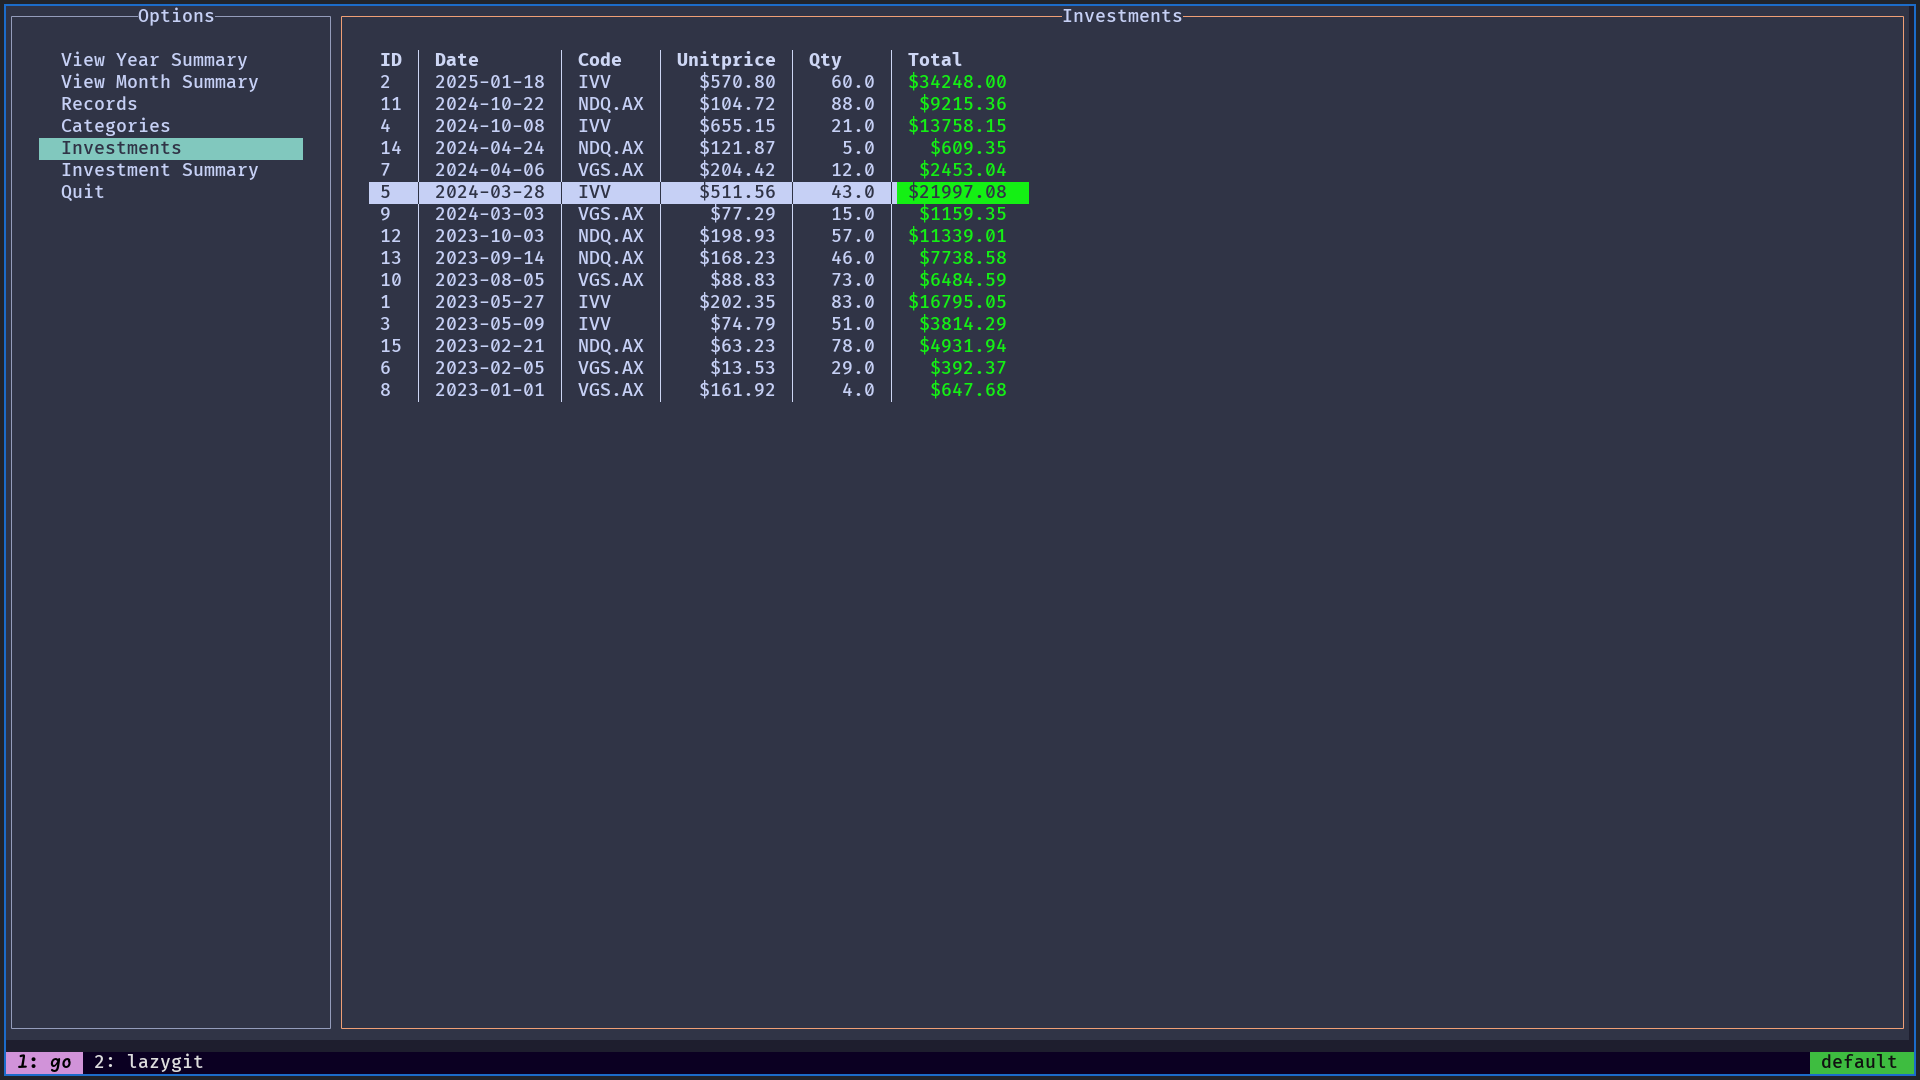 Options
View Year Summary
View Month Summary
Records
Categories
Investments
Investment Summary
Quit
Investments
ID Date Code Unitprice Qty Total
2 2025-01-18 IVV $570.80 60.0 $34248.00
11 2024-10-22 NDQ.AX $104.72 88.0 $9215.36
4 2024-10-08 IVV $655.15 21.0 $13758.15
14 2024-04-24 NDQ.AX $121.87 5.0 $609.35
7 2024-04-06 VGS.AX $204.42 12.0 $2453.04
5 2024-03-28 IVV $511.56 43.0 $21997.08
9 2024-03-03 VGS.AX $77.29 15.0 $1159.35
12 2023-10-03 NDQ.AX $198.93 57.0 $11339.01
13 2023-09-14 NDQ.AX $168.23 46.0 $7738.58
10 2023-08-05 VGS.AX $88.83 73.0 $6484.59
1 2023-05-27 IVV $202.35 83.0 $16795.05
3 2023-05-09 IVV $74.79 51.0 $3814.29
15 2023-02-21 NDQ.AX $63.23 78.0 $4931.94
6 2023-02-05 VGS.AX $13.53 29.0 $392.37
8 2023-01-01 VGS.AX $161.92 4.0 $647.68
1: go 2: lazygit default